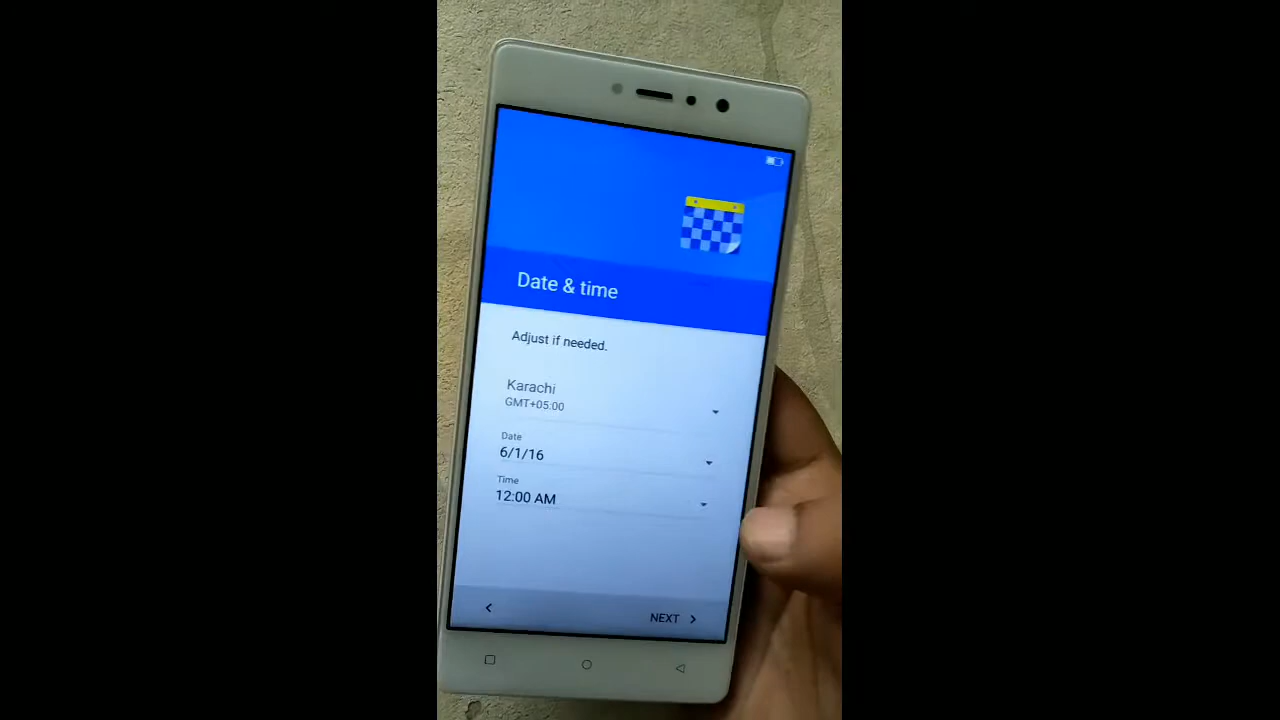 Date & time
Adjust if needed.
Karachi
GMT+05:00
Date
6/1/16
Time
12:00 AM
NEXT